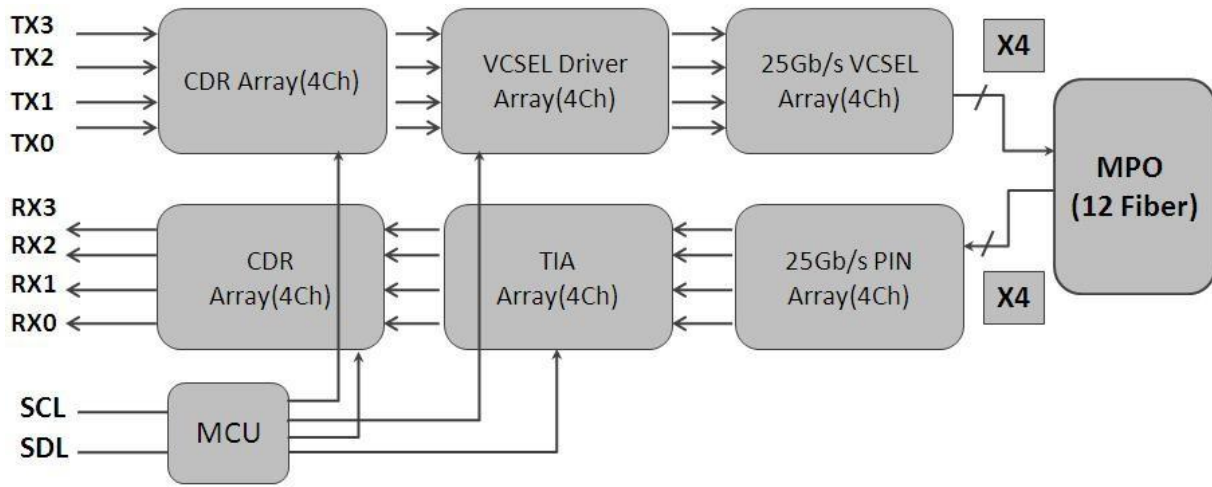 TX3
TX2
TX1
TX0
CDR Array(4Ch)
VCSEL Driver
Array(4Ch)
25Gb/s VCSEL
Array(4Ch)
X4
MPO
(12 Fiber)
RX3
RX2
RX1
RX0
CDR
Array(4Ch)
TIA
Array(4Ch)
25Gb/s PIN
Array(4Ch)
X4
SCL
SDL
MCU